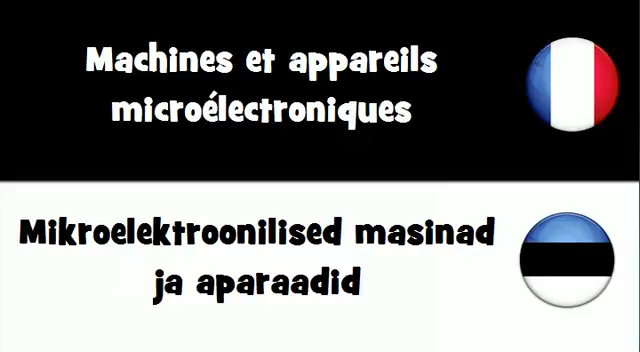 Machines et appareils
microélectroniques
Mikroelektroonilised masinad
ja aparaadid